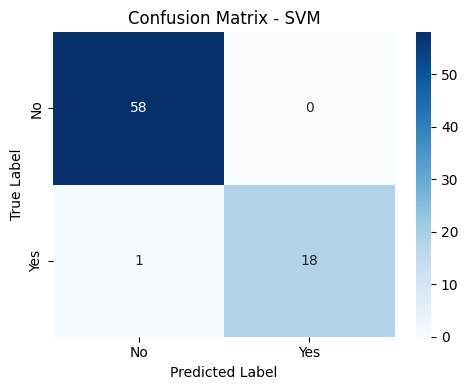 Confusion Matrix - SVM
True Label
No
58
0
Yes
1
18
No
Yes
Predicted Label
50
40
30
20
10
0